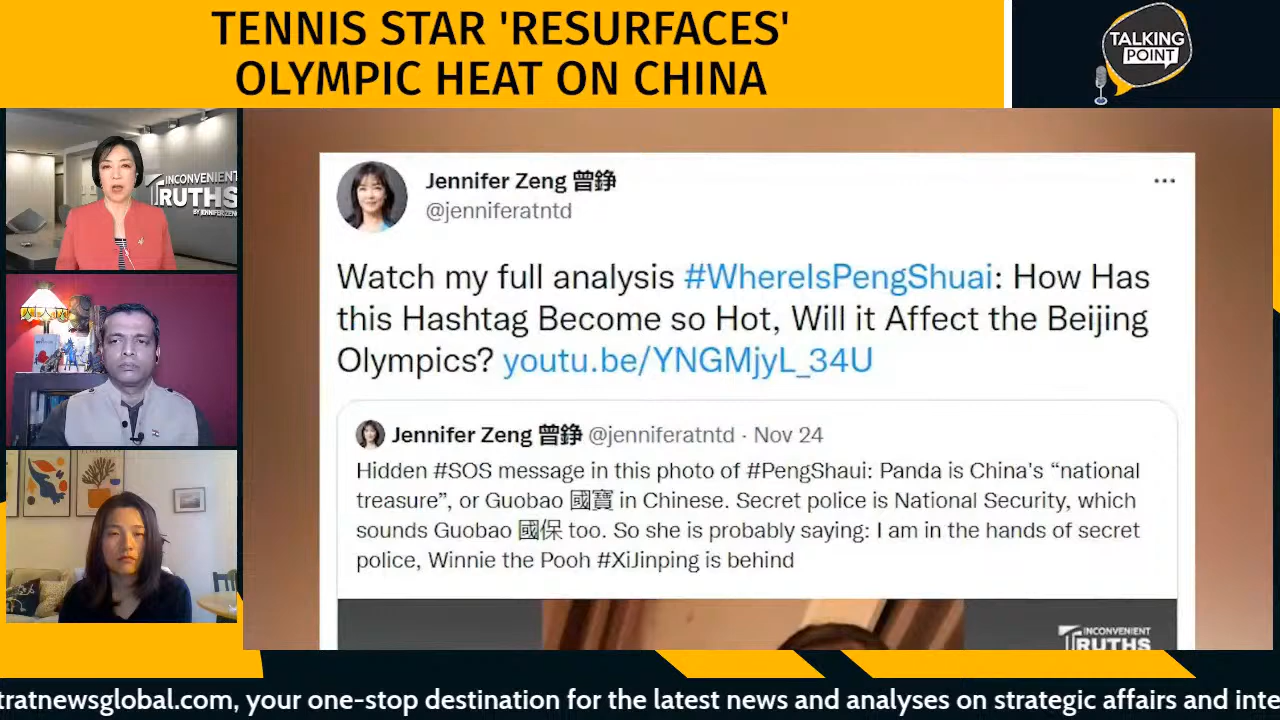 TENNIS STAR 'RESURFACES'
OLYMPIC HEAT ON CHINA
TALKING
POINT
INCONVENIENT
TRUTHS
BY JENNIFER ZENG
Jennifer Zeng 曾錚
@jenniferatntd
Watch my full analysis #WhereIsPengShuai: How Has
this Hashtag Become so Hot, Will it Affect the Beijing
Olympics? youtu.be/YNGMjyL_34U
Jennifer Zeng 曾錚 @jenniferatntd · Nov 24
Hidden #SOS message in this photo of #PengShaui: Panda is China's “national
treasure”, or Guobao 國寶 in Chinese. Secret police is National Security, which
sounds Guobao 國保 too. So she is probably saying: I am in the hands of secret
police, Winnie the Pooh #XiJinping is behind
INCONVENIENT
TRUTHS
tratnewsglobal.com, your one-stop destination for the latest news and analyses on strategic affairs and inte